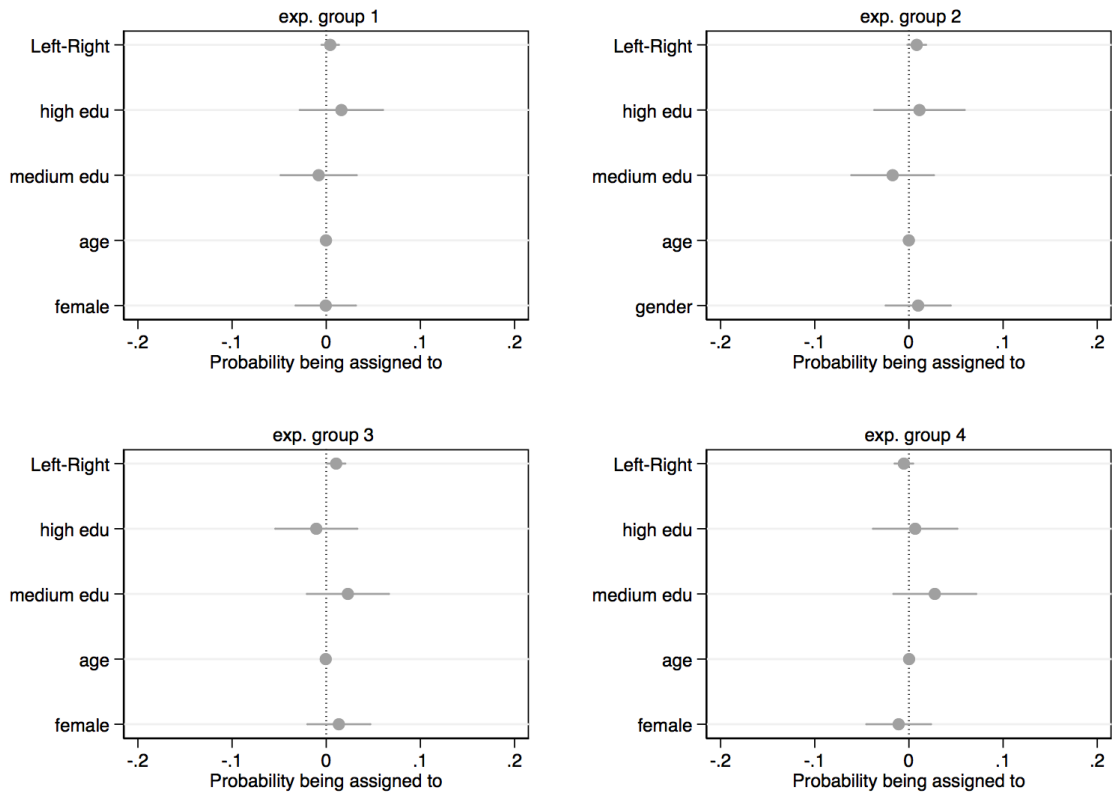 exp. group 1
Left-Right
high edu
medium edu
age
female
-.2 -.1 0 .1 .2
Probability being assigned to
exp. group 2
Left-Right
high edu
medium edu
age
gender
-.2 -.1 0 .1 .2
Probability being assigned to
exp. group 3
Left-Right
high edu
medium edu
age
female
-.2 -.1 0 .1 .2
Probability being assigned to
exp. group 4
Left-Right
high edu
medium edu
age
female
-.2 -.1 0 .1 .2
Probability being assigned to